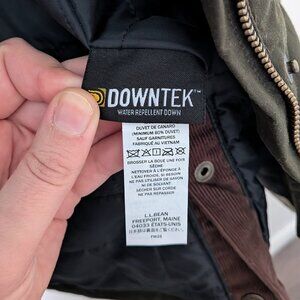 DOWNTEK™
WATER REPELLENT DOWN
DUVET DE CANARD
(MINIMUM 80% DUVET)
SAUF GARNITURES
FABRIQUÉ AU VIETNAM
BROSSER LA BOUE UNE FOIS
SÈCHE
NETTOYER À L'ÉPONGE
À L'EAU FROIDE, SI BESOIN
NE PAS UTILISER DE SAVON
NI DE SOLVANT
SÉCHER SUR CORDE
NE PAS REPASSER
L.L.BEAN
FREEPORT, MAINE
04033 ÉTATS-UNIS